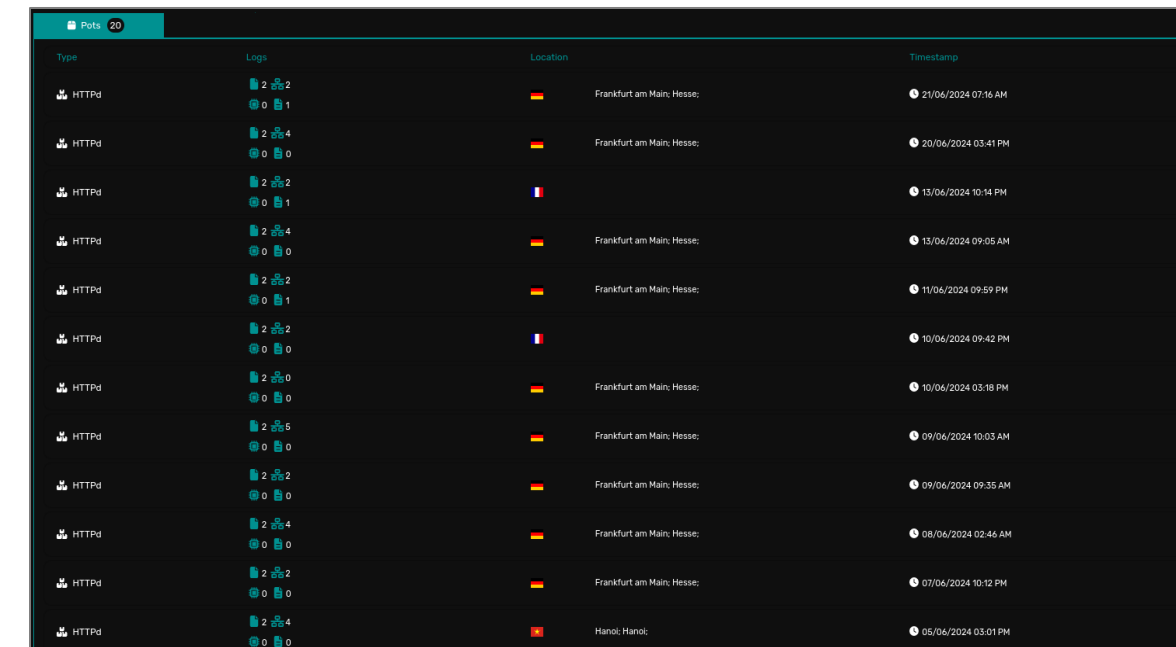 Pots 20
Type Logs Location Timestamp
2 2
HTTPd 0 1 Frankfurt am Main; Hesse; 21/06/2024 07:16 AM
2 4
HTTPd 0 0 Frankfurt am Main; Hesse; 20/06/2024 03:41 PM
2 2
HTTPd 0 1 13/06/2024 10:14 PM
2 4
HTTPd 0 0 Frankfurt am Main; Hesse; 13/06/2024 09:05 AM
2 2
HTTPd 0 1 Frankfurt am Main; Hesse; 11/06/2024 09:59 PM
2 2
HTTPd 0 0 10/06/2024 09:42 PM
2 0
HTTPd 0 0 Frankfurt am Main; Hesse; 10/06/2024 03:18 PM
2 5
HTTPd 0 0 Frankfurt am Main; Hesse; 09/06/2024 10:03 AM
2 2
HTTPd 0 0 Frankfurt am Main; Hesse; 09/06/2024 09:35 AM
2 4
HTTPd 0 0 Frankfurt am Main; Hesse; 08/06/2024 02:46 AM
2 2
HTTPd 0 0 Frankfurt am Main; Hesse; 07/06/2024 10:12 PM
2 4
HTTPd 0 0 Hanoi; Hanoi; 05/06/2024 03:01 PM